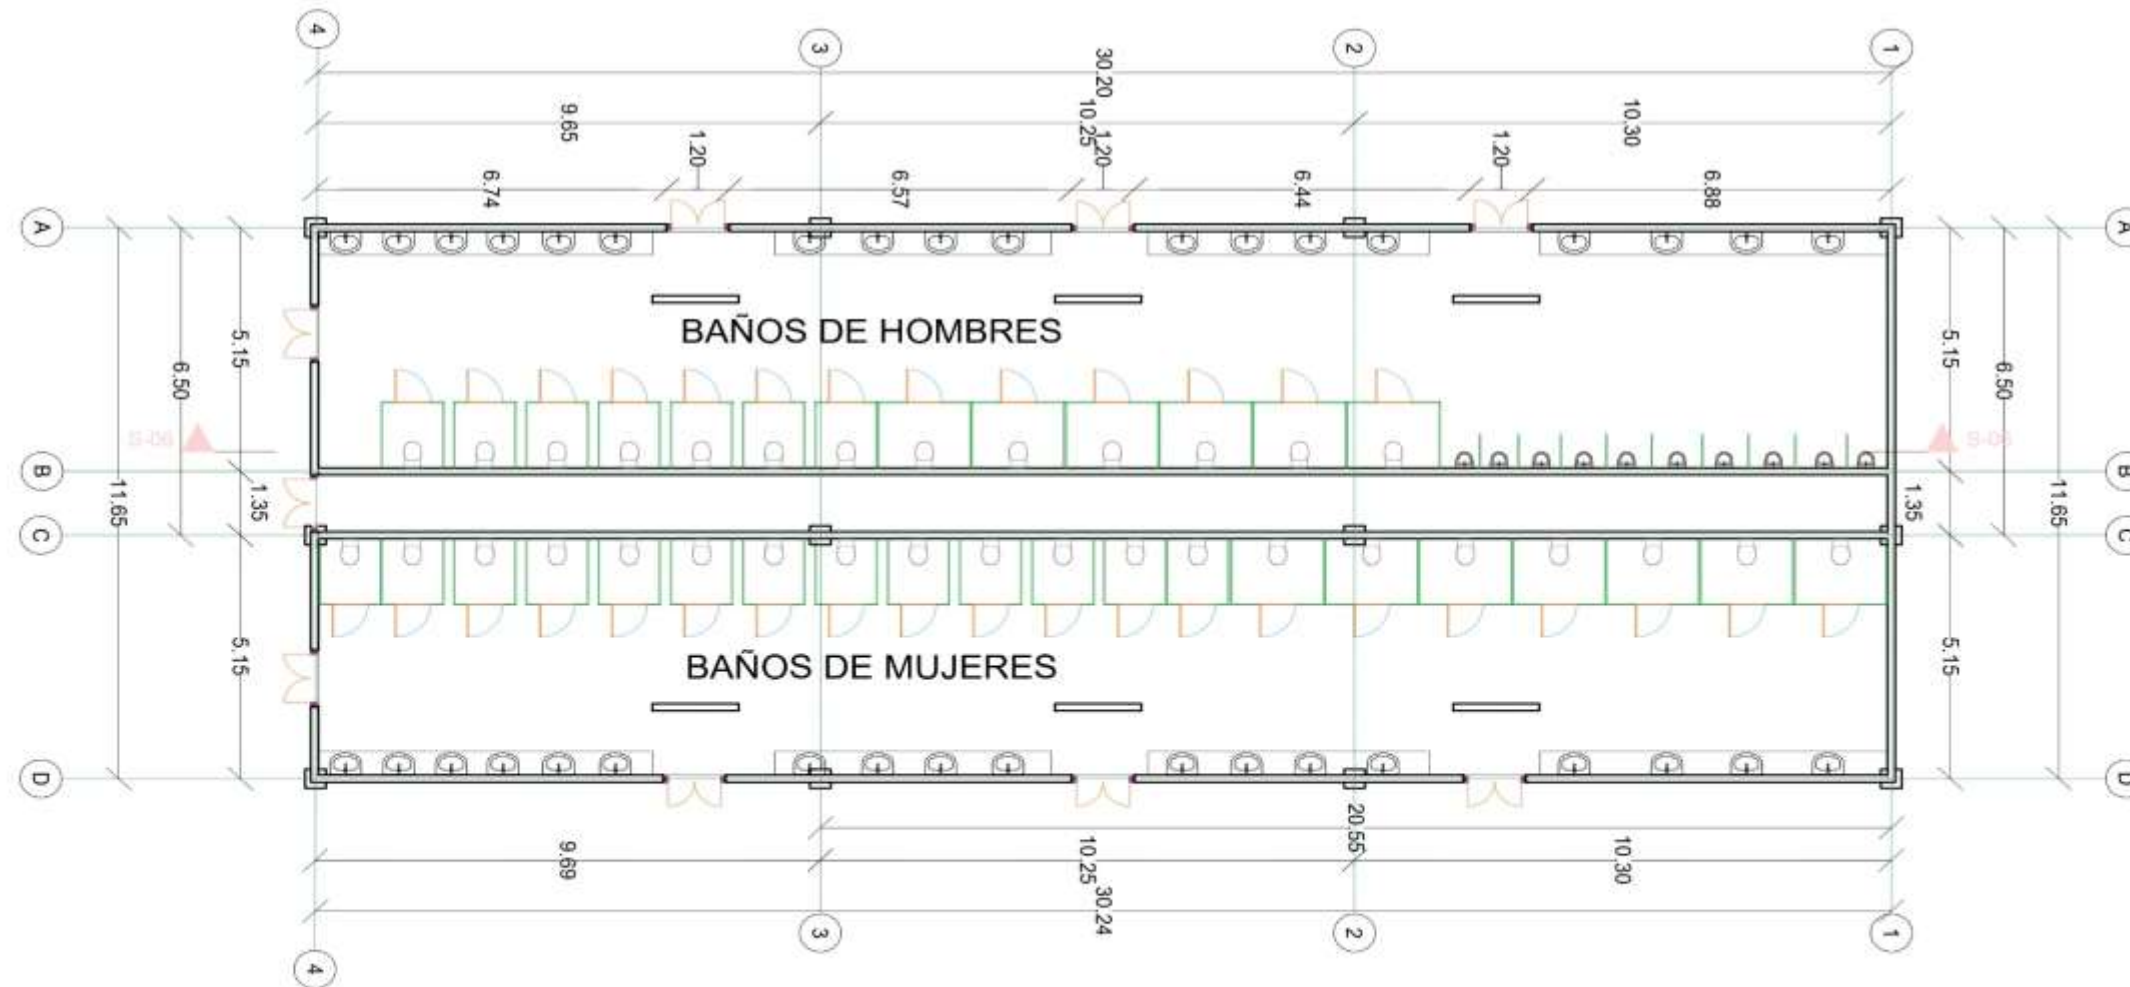 4 3 2 1
30.20
9.65 10.25 10.30
1.20 1.20 1.20
6.74 6.57 6.44 6.88
A A
BAÑOS DE HOMBRES
5.15 5.15
6.50 6.50
S-06 S-06
B B
11.65 1.35 1.35 11.65
C C
5.15 5.15
BAÑOS DE MUJERES
D D
20.55
9.69 10.25 10.30
30.24
4 3 2 1